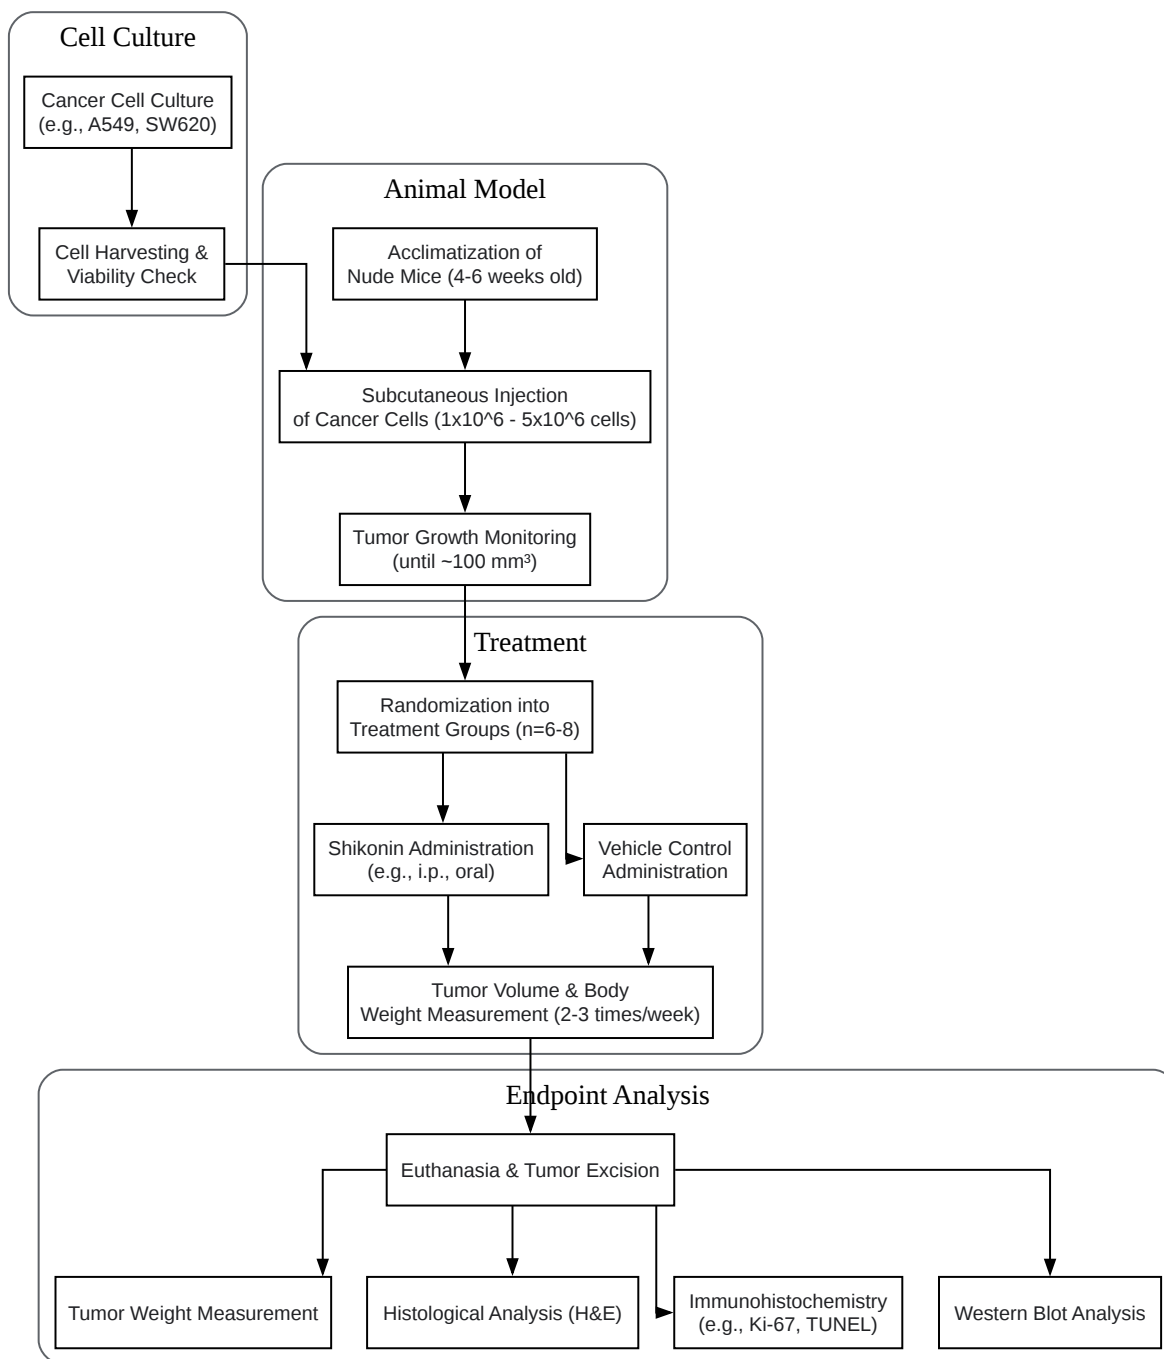 Cell Culture
Cancer Cell Culture
(e.g., A549, SW620)
Cell Harvesting &
Viability Check
Animal Model
Acclimatization of
Nude Mice (4-6 weeks old)
Subcutaneous Injection
of Cancer Cells (1x10^6 - 5x10^6 cells)
Tumor Growth Monitoring
(until ~100 mm³)
Treatment
Randomization into
Treatment Groups (n=6-8)
Shikonin Administration
(e.g., i.p., oral)
Vehicle Control
Administration
Tumor Volume & Body
Weight Measurement (2-3 times/week)
Endpoint Analysis
Euthanasia & Tumor Excision
Tumor Weight Measurement
Histological Analysis (H&E)
Immunohistochemistry
(e.g., Ki-67, TUNEL)
Western Blot Analysis